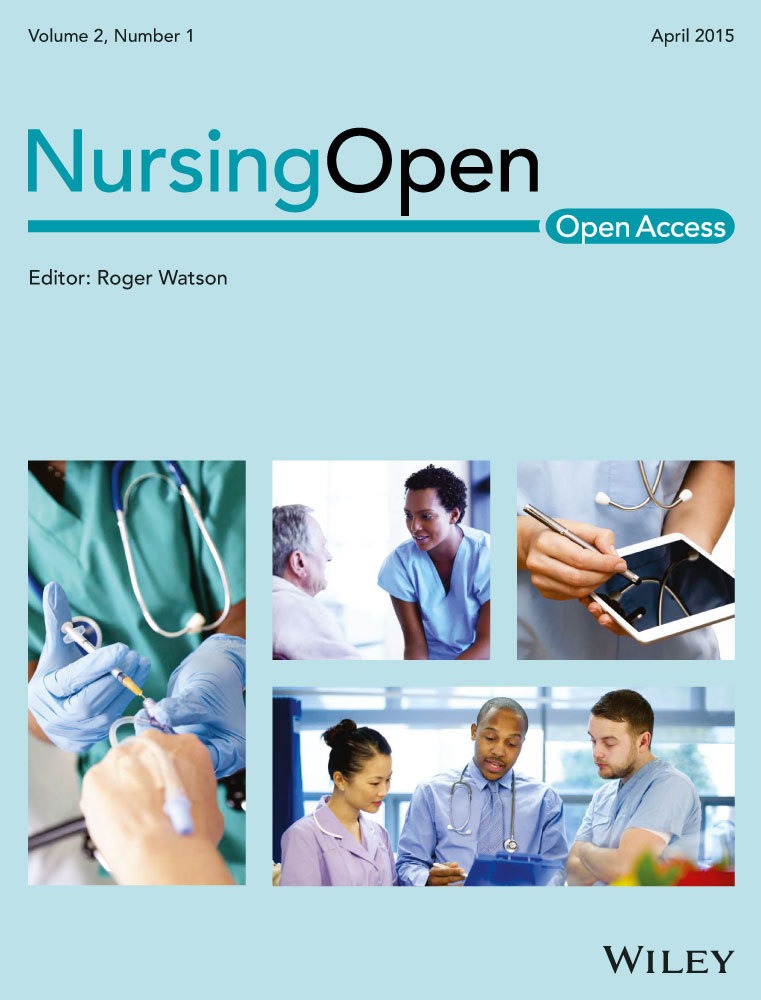 Volume 2, Number 1
April 2015
NursingOpen
Open Access
Editor: Roger Watson
WILEY